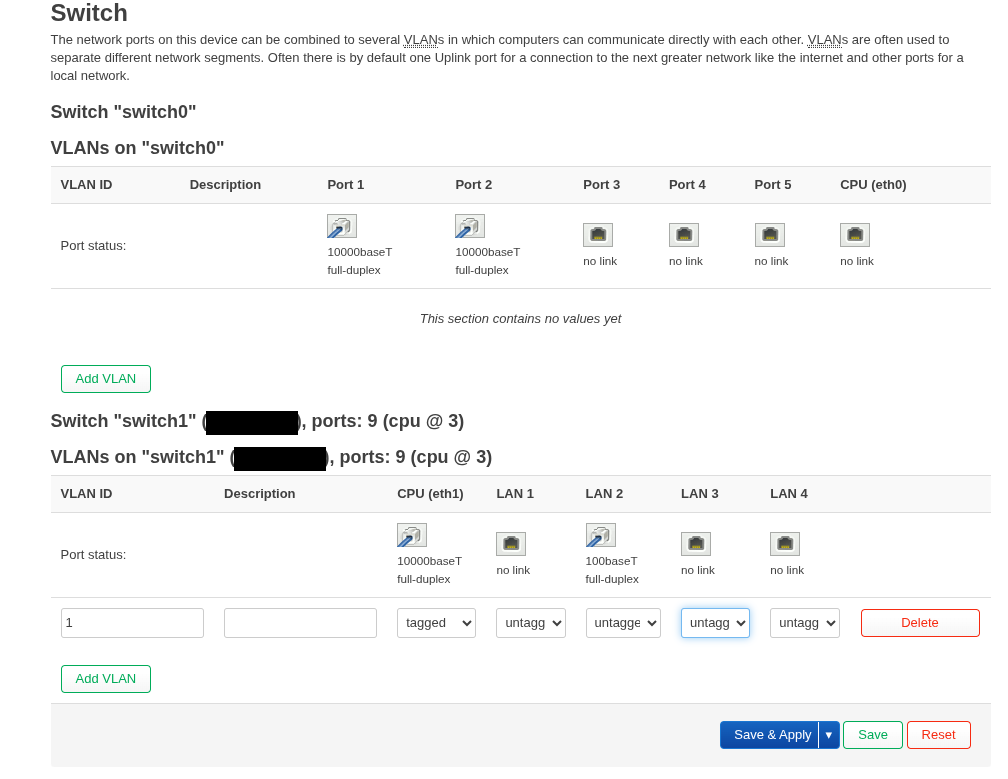 Switch
The network ports on this device can be combined to several VLANs in which computers can communicate directly with each other. VLANs are often used to
separate different network segments. Often there is by default one Uplink port for a connection to the next greater network like the internet and other ports for a
local network.
Switch "switch0"
VLANs on "switch0"
VLAN ID Description Port 1 Port 2 Port 3 Port 4 Port 5 CPU (eth0)
Port status:
10000baseT 10000baseT no link no link no link no link
full-duplex full-duplex
This section contains no values yet
Add VLAN
Switch "switch1" ( ), ports: 9 (cpu @ 3)
VLANs on "switch1" ( ), ports: 9 (cpu @ 3)
VLAN ID Description CPU (eth1) LAN 1 LAN 2 LAN 3 LAN 4
Port status:
10000baseT no link 100baseT no link no link
full-duplex full-duplex
1 tagged untagg untagge untagg untagg Delete
Add VLAN
Save & Apply ▾ Save Reset